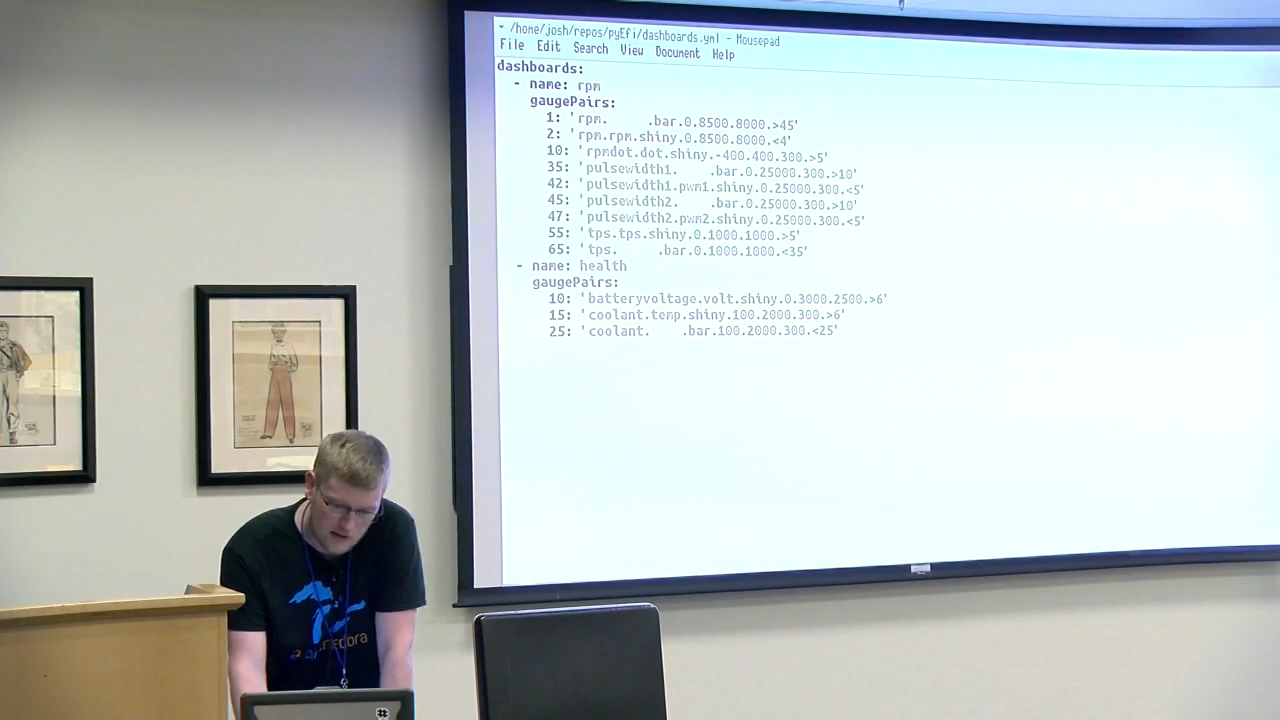 /home/josh/repos/pyEfi/dashboards.yml - Mousepad
File Edit Search View Document Help
dashboards:
- name: rpm
gaugePairs:
1: 'rpm. .bar.0.8500.8000.>45'
2: 'rpm.rpm.shiny.0.8500.8000.<4'
10: 'rpmdot.dot.shiny.-400.400.300.>5'
35: 'pulsewidth1. .bar.0.25000.300.>10'
42: 'pulsewidth1.pwm1.shiny.0.25000.300.<5'
45: 'pulsewidth2. .bar.0.25000.300.>10'
47: 'pulsewidth2.pwm2.shiny.0.25000.300.<5'
55: 'tps.tps.shiny.0.1000.1000.>5'
65: 'tps. .bar.0.1000.1000.<35'
- name: health
gaugePairs:
10: 'batteryvoltage.volt.shiny.0.3000.2500.>6'
15: 'coolant.temp.shiny.100.2000.300.>6'
25: 'coolant. .bar.100.2000.300.<25'